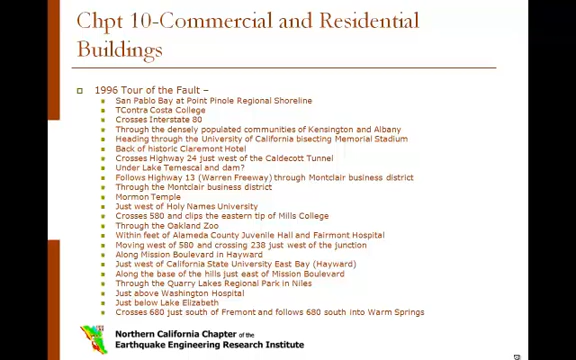 Chpt 10-Commercial and Residential
Buildings
1996 Tour of the Fault –
San Pablo Bay at Point Pinole Regional Shoreline
TContra Costa College
Crosses Interstate 80
Through the densely populated communities of Kensington and Albany
Heading through the University of California bisecting Memorial Stadium
Back of historic Claremont Hotel
Crosses Highway 24 just west of the Caldecott Tunnel
Under Lake Temescal and dam?
Follows Highway 13 (Warren Freeway) through Montclair business district
Through the Montclair business district
Mormon Temple
Just west of Holy Names University
Crosses 580 and clips the eastern tip of Mills College
Through the Oakland Zoo
Within feet of Alameda County Juvenile Hall and Fairmont Hospital
Moving west of 580 and crossing 238 just west of the junction
Along Mission Boulevard in Hayward
Just west of California State University East Bay (Hayward)
Along the base of the hills just east of Mission Boulevard
Through the Quarry Lakes Regional Park in Niles
Just above Washington Hospital
Just below Lake Elizabeth
Crosses 680 just south of Fremont and follows 680 south into Warm Springs
Northern California Chapter of the
Earthquake Engineering Research Institute